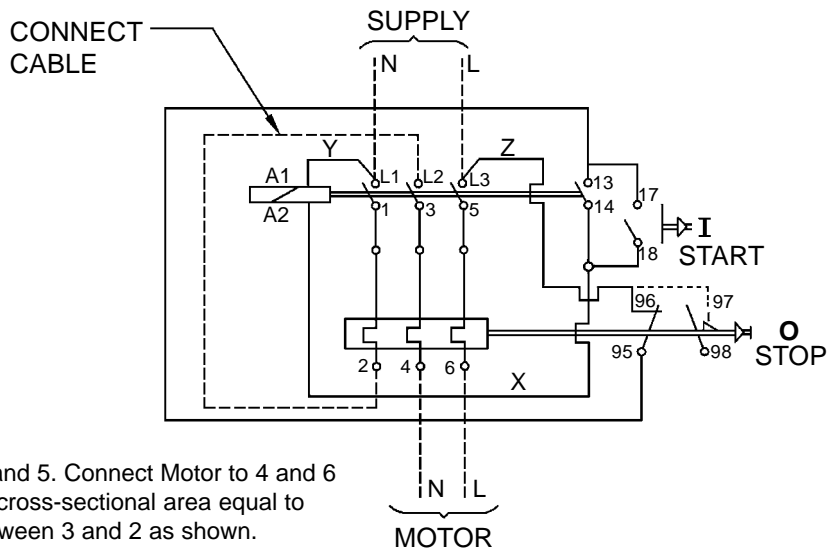 SUPPLY
CONNECT
CABLE
N L
Y Z
A1 L1 L2 L3 13 17
A2 1 3 5 14 I
18
START
96 97
O
STOP
95 98
2 4 6
X
and 5. Connect Motor to 4 and 6
cross-sectional area equal to
ween 3 and 2 as shown.
N L
MOTOR